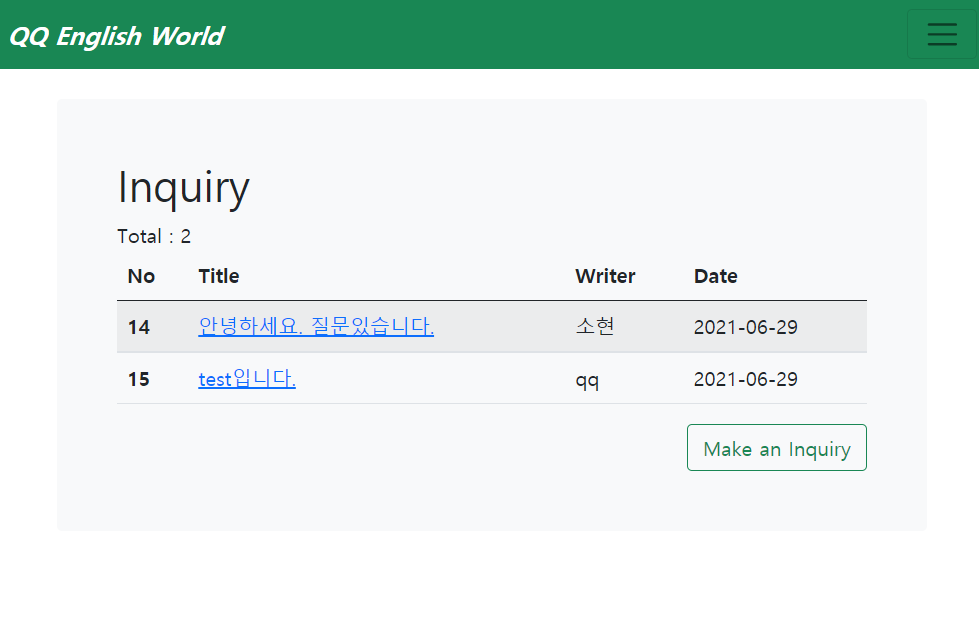 QQ English World
Inquiry
Total : 2
No Title Writer Date
14 안녕하세요. 질문있습니다. 소현 2021-06-29
15 test입니다. qq 2021-06-29
Make an Inquiry